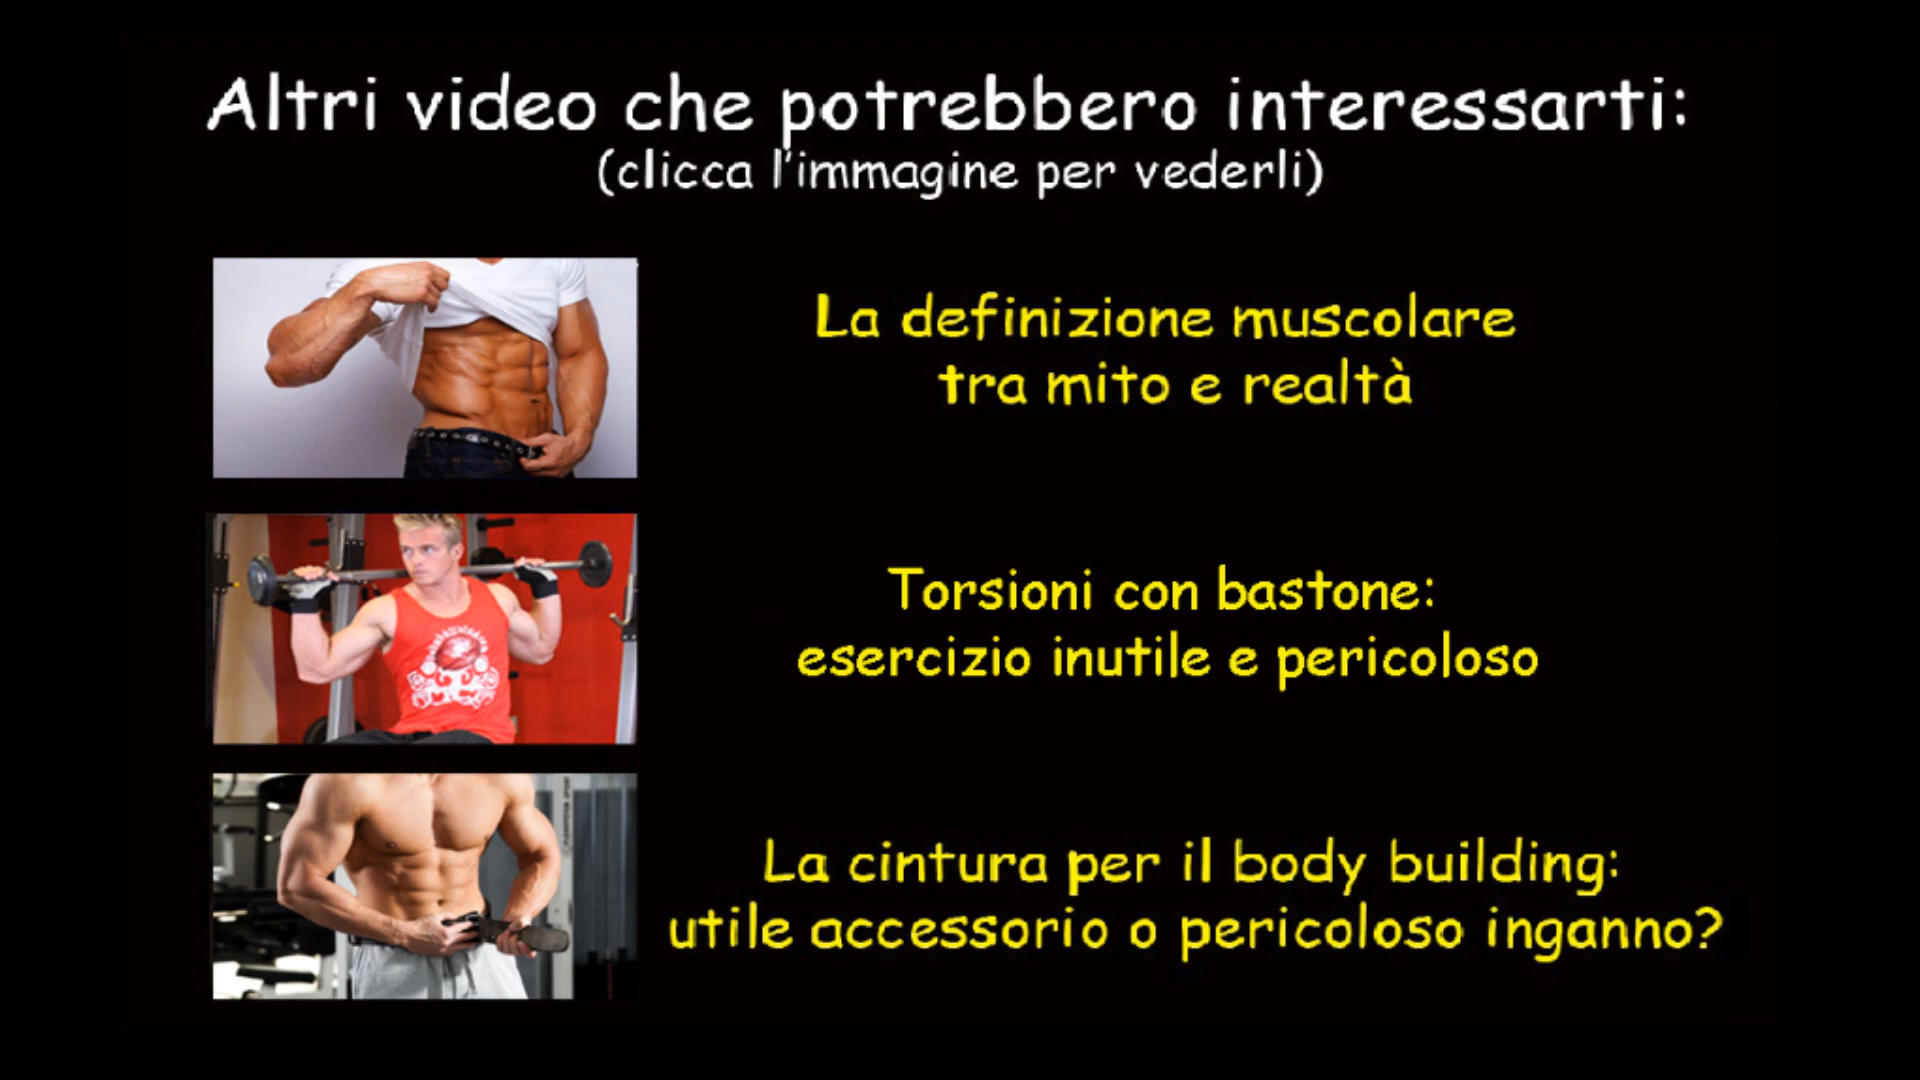 Altri video che potrebbero interessarti:
(clicca l'immagine per vederli)
La definizione muscolare
tra mito e realtà
Torsioni con bastone:
esercizio inutile e pericoloso
La cintura per il body building:
utile accessorio o pericoloso inganno?